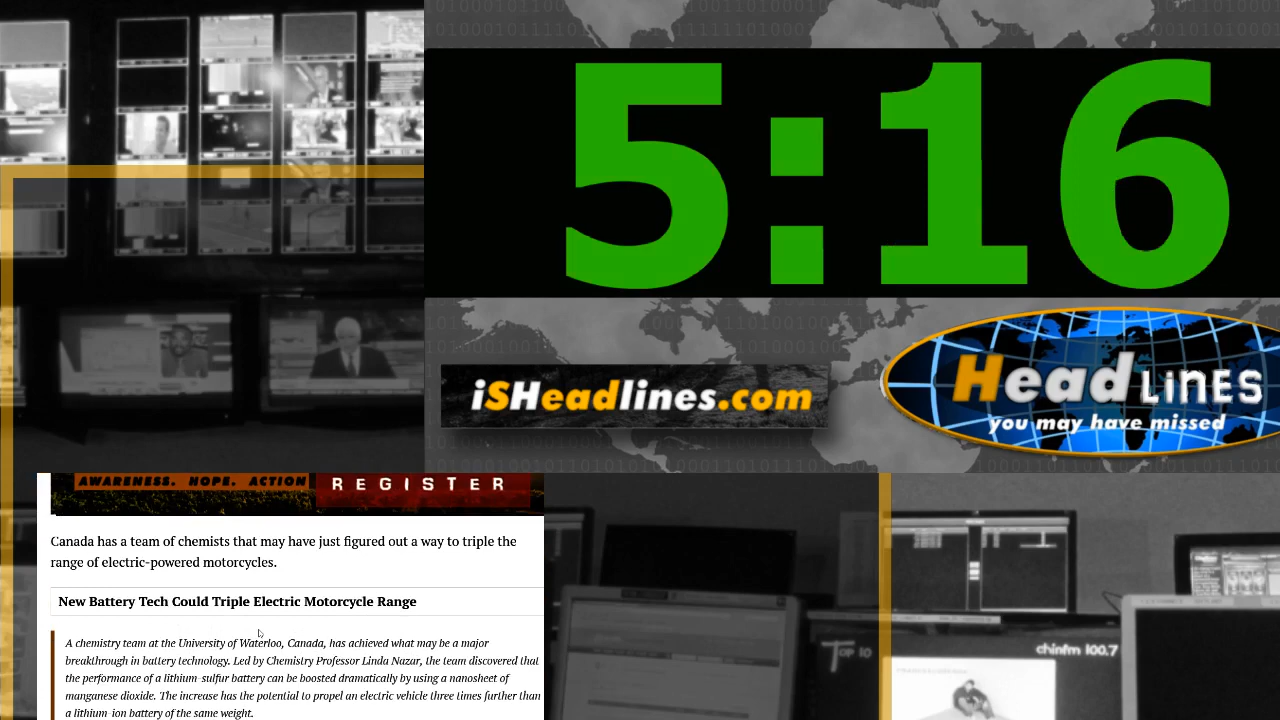 5:16
iSHeadlines.com
HeadLINES
you may have missed
AWARENESS. HOPE. ACTION
REGISTER
Canada has a team of chemists that may have just figured out a way to triple the
range of electric-powered motorcycles.
New Battery Tech Could Triple Electric Motorcycle Range
A chemistry team at the University of Waterloo, Canada, has achieved what may be a major
breakthrough in battery technology. Led by Chemistry Professor Linda Nazar, the team discovered that
the performance of a lithium-sulfur battery can be boosted dramatically by using a nanosheet of
manganese dioxide. The increase has the potential to propel an electric vehicle three times further than
a lithium-ion battery of the same weight.
TOP 10
chinfm 100.7